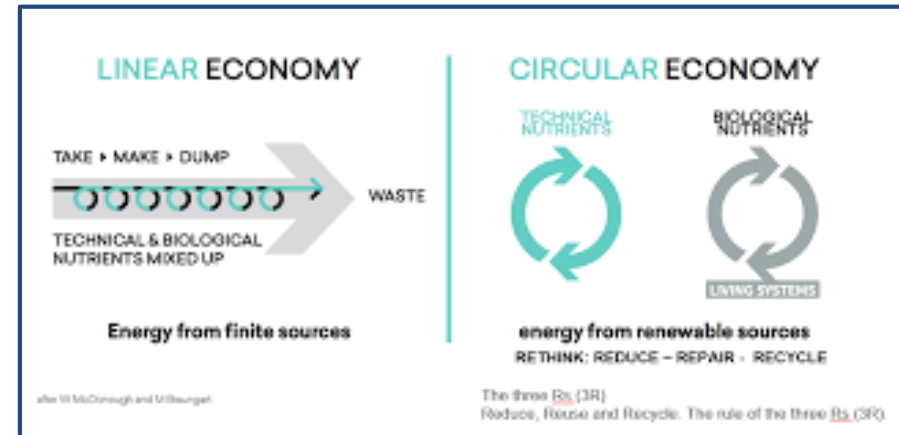 LINEAR ECONOMY
TAKE ▸ MAKE ▸ DUMP
WASTE
TECHNICAL & BIOLOGICAL
NUTRIENTS MIXED UP
Energy from finite sources
after W McDonough and M Braungart
CIRCULAR ECONOMY
TECHNICAL
NUTRIENTS
BIOLOGICAL
NUTRIENTS
LIVING SYSTEMS
energy from renewable sources
RETHINK: REDUCE – REPAIR - RECYCLE
The three Rs (3R)
Reduce, Reuse and Recycle. The rule of the three Rs (3R).